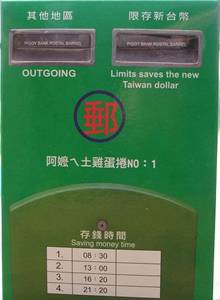 其他地區
限存新台幣
PIGGY BANK POSTAL BARREL
PIGGY BANK POSTAL BARREL
OUTGOING
Limits saves the new
Taiwan dollar
郵
阿嬤ㄟ土雞蛋捲NO：1
存錢時間
Saving money time
1. 08：30
2. 13：00
3. 16：20
4. 21：20